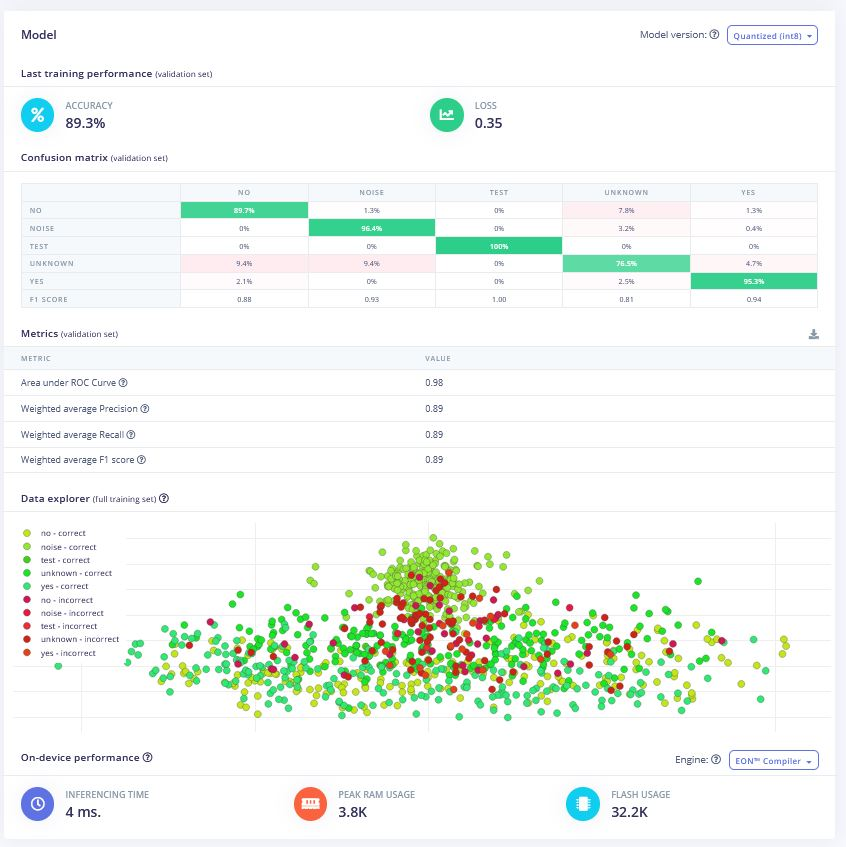 Model Model version: Quantized (int8)
Last training performance (validation set)
ACCURACY LOSS
89.3% 0.35
Confusion matrix (validation set)
NO NOISE TEST UNKNOWN YES
NO 89.7% 1.3% 0% 7.8% 1.3%
NOISE 0% 96.4% 0% 3.2% 0.4%
TEST 0% 0% 100% 0% 0%
UNKNOWN 9.4% 9.4% 0% 76.5% 4.7%
YES 2.1% 0% 0% 2.5% 95.3%
F1 SCORE 0.88 0.93 1.00 0.81 0.94
Metrics (validation set)
METRIC VALUE
Area under ROC Curve 0.98
Weighted average Precision 0.89
Weighted average Recall 0.89
Weighted average F1 score 0.89
Data explorer (full training set)
no - correct
noise - correct
test - correct
unknown - correct
yes - correct
no - incorrect
noise - incorrect
test - incorrect
unknown - incorrect
yes - incorrect
On-device performance Engine: EON™ Compiler
INFERENCING TIME PEAK RAM USAGE FLASH USAGE
4 ms. 3.8K 32.2K